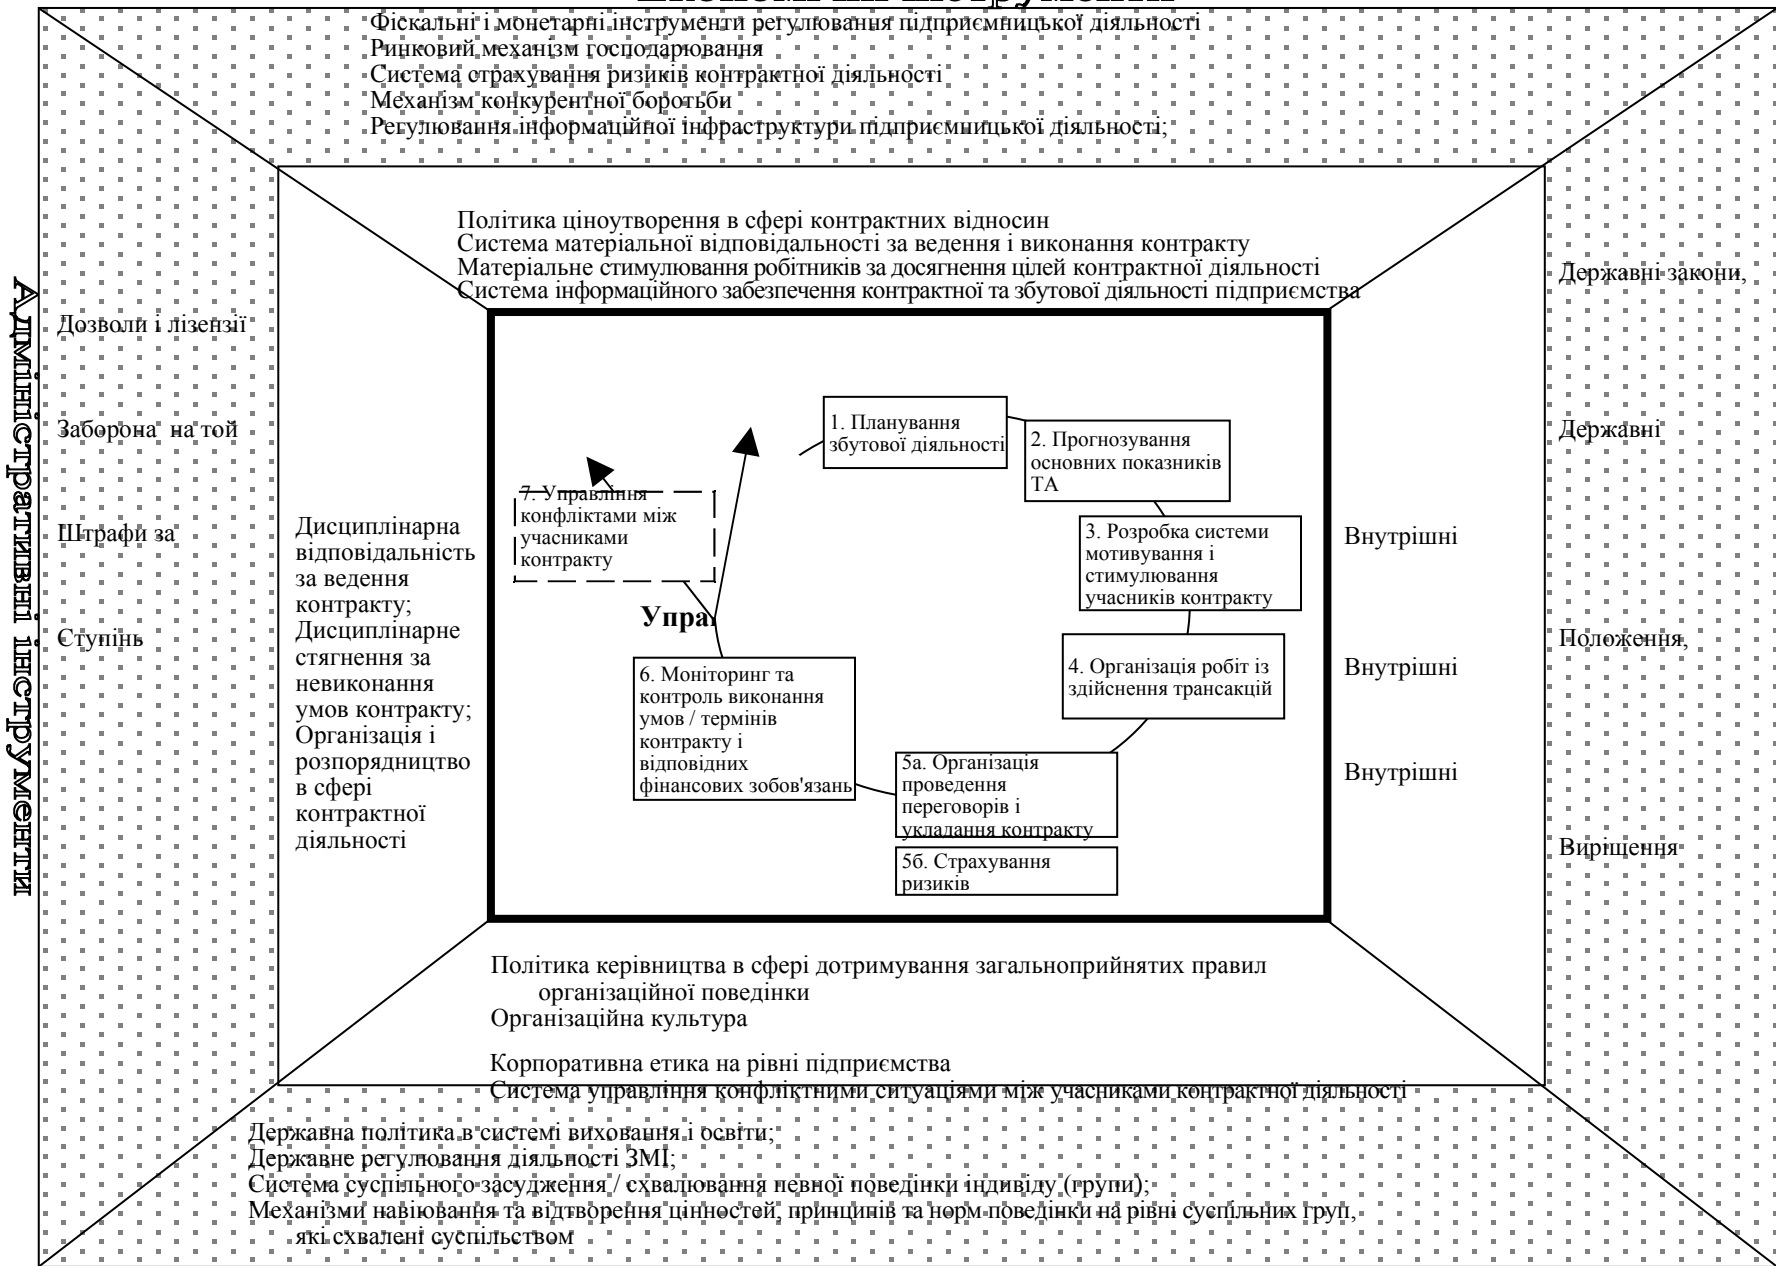 Фіскальні і монетарні інструменти регулювання підприємницької діяльності
Ринковий механізм господарювання
Система страхування ризиків контрактної діяльності
Механізм конкурентної боротьби
Регулювання інформаційної інфраструктури підприємницької діяльності;
Політика ціноутворення в сфері контрактних відносин
Система матеріальної відповідальності за ведення і виконання контракту
Матеріальне стимулювання робітників за досягнення цілей контрактної діяльності
Система інформаційного забезпечення контрактної та збутової діяльності підприємства
Адміністративні інструменти
Дозволи і лізензії
Заборона на той
Штрафи за
Ступінь
Дисциплінарна
відповідальність
за ведення
контракту;
Дисциплінарне
стягнення за
невиконання
умов контракту;
Організація і
розпорядництво
в сфері
контрактної
діяльності
1. Планування
збутової діяльності
2. Прогнозування
основних показників
ТА
3. Розробка системи
мотивування і
стимулювання
учасників контракту
4. Організація робіт із
здійснення трансакцій
5а. Організація
проведення
переговорів і
укладання контракту
5б. Страхування
ризиків
6. Моніторинг та
контроль виконання
умов / термінів
контракту і
відповідних
фінансових зобов'язань
7. Управління
конфліктами між
учасниками
контракту
Внутрішні
Внутрішні
Внутрішні
Державні закони,
Державні
Положення,
Вирішення
Політика керівництва в сфері дотримування загальноприйнятих правил
організаційної поведінки
Організаційна культура
Корпоративна етика на рівні підприємства
Система управління конфліктними ситуаціями між учасниками контрактної діяльності
Державна політика в системі виховання і освіти;
Державне регулювання діяльності ЗМІ;
Система суспільного засудження / схвалювання певної поведінки індивіду (групи);
Механізми навіювання та відтворення цінностей, принципів та норм поведінки на рівні суспільних груп,
які схвалені суспільством